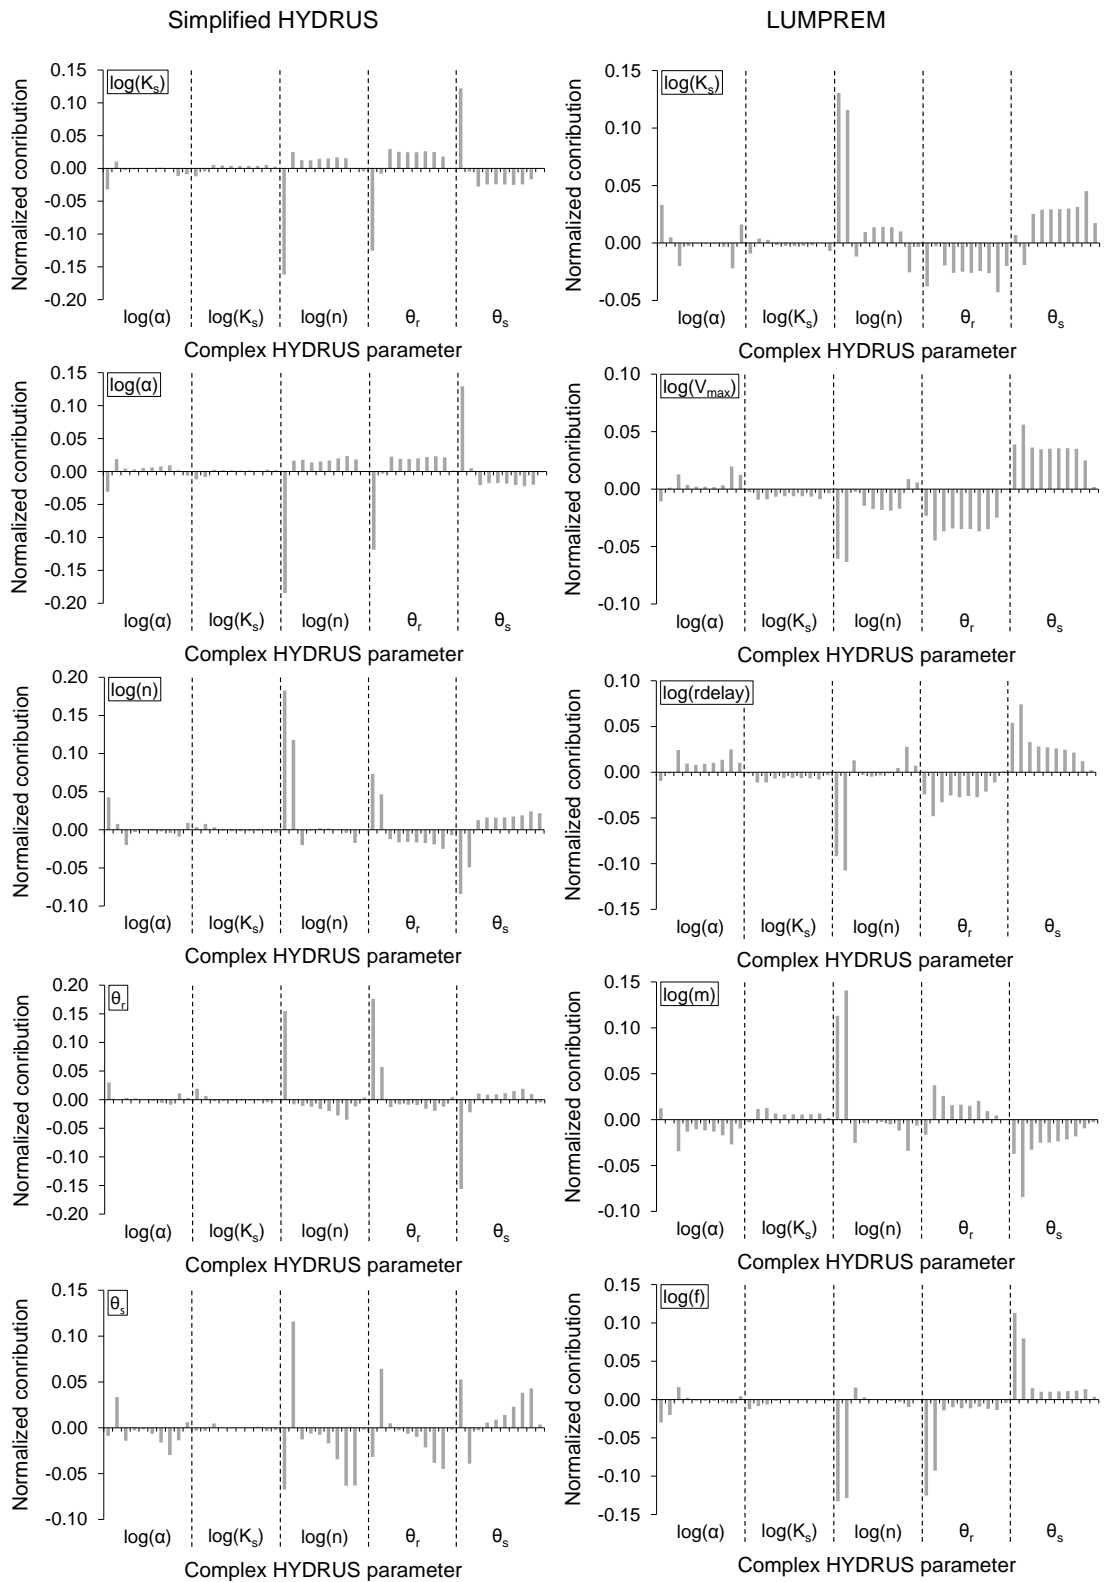 Simplified HYDRUS
LUMPREM
Normalized conribution
0.15
0.10
0.05
0.00
-0.05
-0.10
-0.15
-0.20
log(Kₛ)
log(α) log(Kₛ) log(n) θᵣ θₛ
Complex HYDRUS parameter
Normalized conribution
0.15
0.10
0.05
0.00
-0.05
log(Kₛ)
log(α) log(Kₛ) log(n) θᵣ θₛ
Complex HYDRUS parameter
Normalized conribution
0.15
0.10
0.05
0.00
-0.05
-0.10
-0.15
-0.20
log(α)
log(α) log(Kₛ) log(n) θᵣ θₛ
Complex HYDRUS parameter
Normalized conribution
0.10
0.05
0.00
-0.05
-0.10
log(Vₘₐₓ)
log(α) log(Kₛ) log(n) θᵣ θₛ
Complex HYDRUS parameter
Normalized conribution
0.20
0.15
0.10
0.05
0.00
-0.05
-0.10
log(n)
log(α) log(Kₛ) log(n) θᵣ θₛ
Complex HYDRUS parameter
Normalized conribution
0.10
0.05
0.00
-0.05
-0.10
-0.15
log(rdelay)
log(α) log(Kₛ) log(n) θᵣ θₛ
Complex HYDRUS parameter
Normalized conribution
0.20
0.15
0.10
0.05
0.00
-0.05
-0.10
-0.15
-0.20
θᵣ
log(α) log(Kₛ) log(n) θᵣ θₛ
Complex HYDRUS parameter
Normalized conribution
0.15
0.10
0.05
0.00
-0.05
-0.10
log(m)
log(α) log(Kₛ) log(n) θᵣ θₛ
Complex HYDRUS parameter
Normalized conribution
0.15
0.10
0.05
0.00
-0.05
-0.10
θₛ
log(α) log(Kₛ) log(n) θᵣ θₛ
Complex HYDRUS parameter
Normalized conribution
0.15
0.10
0.05
0.00
-0.05
-0.10
-0.15
log(f)
log(α) log(Kₛ) log(n) θᵣ θₛ
Complex HYDRUS parameter